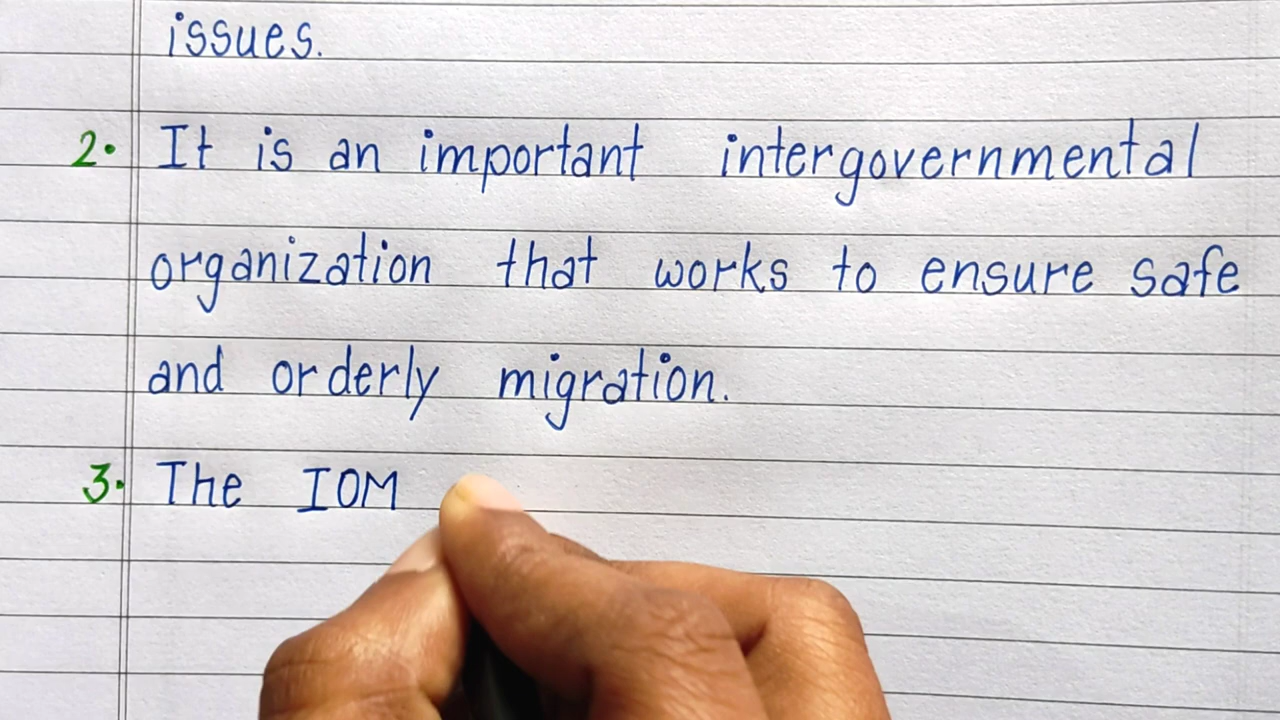 issues.
2. It is an important intergovernmental
organization that works to ensure safe
and orderly migration.
3. The IOM